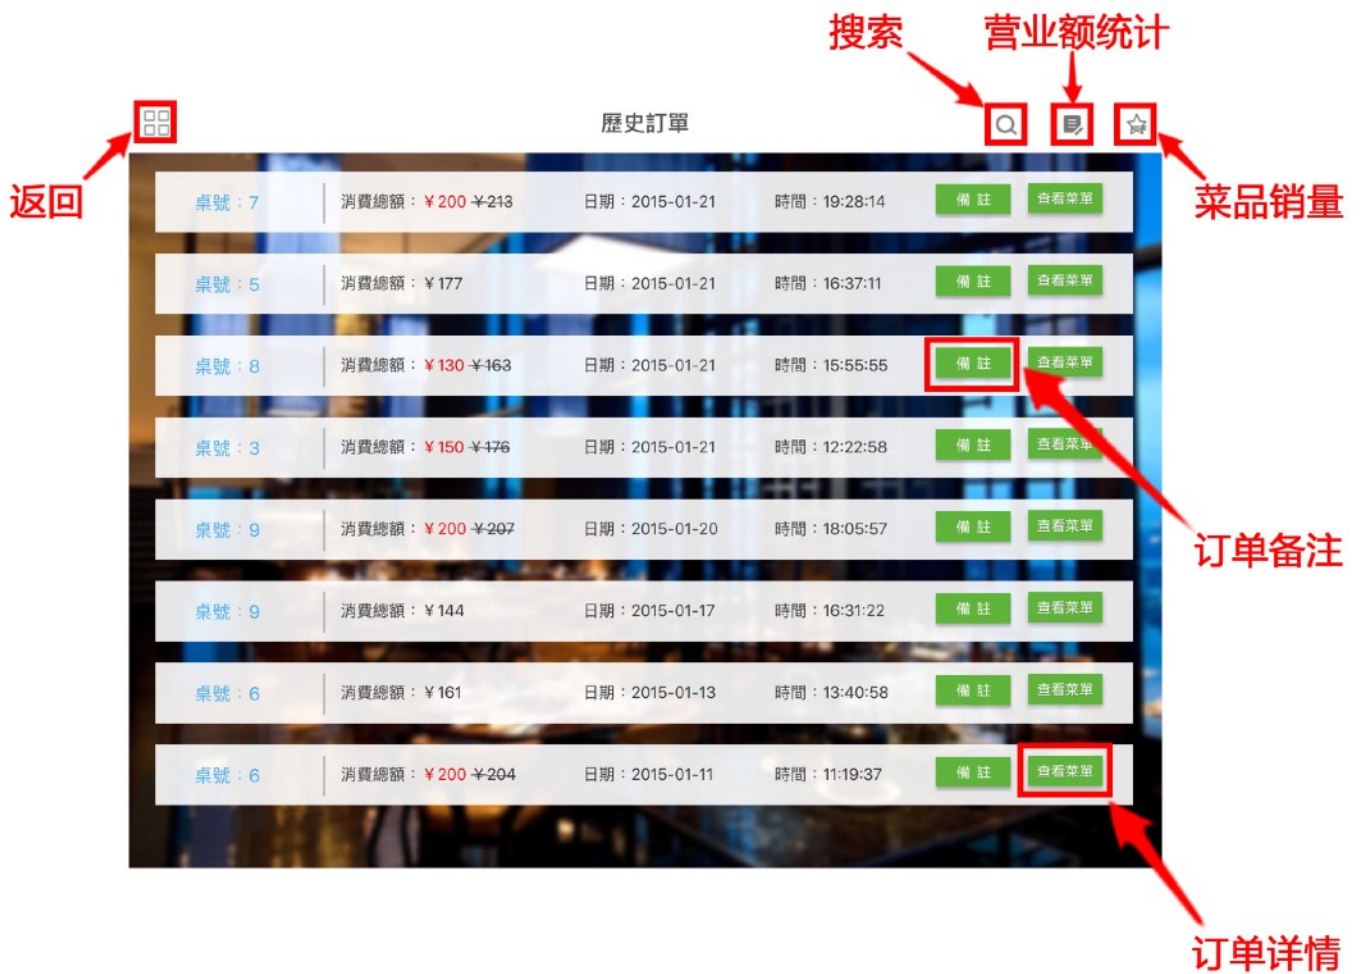 搜索
营业额统计
歷史訂單
返回
菜品销量
桌號：7 消費總額：￥200 ￥213 日期：2015-01-21 時間：19:28:14 備 註 查看菜單
桌號：5 消費總額：￥177 日期：2015-01-21 時間：16:37:11 備 註 查看菜單
桌號：8 消費總額：￥130 ￥163 日期：2015-01-21 時間：15:55:55 備 註 查看菜單
桌號：3 消費總額：￥150 ￥176 日期：2015-01-21 時間：12:22:58 備 註 查看菜單
桌號：9 消費總額：￥200 ￥207 日期：2015-01-20 時間：18:05:57 備 註 查看菜單
订单备注
桌號：9 消費總額：￥144 日期：2015-01-17 時間：16:31:22 備 註 查看菜單
桌號：6 消費總額：￥161 日期：2015-01-13 時間：13:40:58 備 註 查看菜單
桌號：6 消費總額：￥200 ￥204 日期：2015-01-11 時間：11:19:37 備 註 查看菜單
订单详情